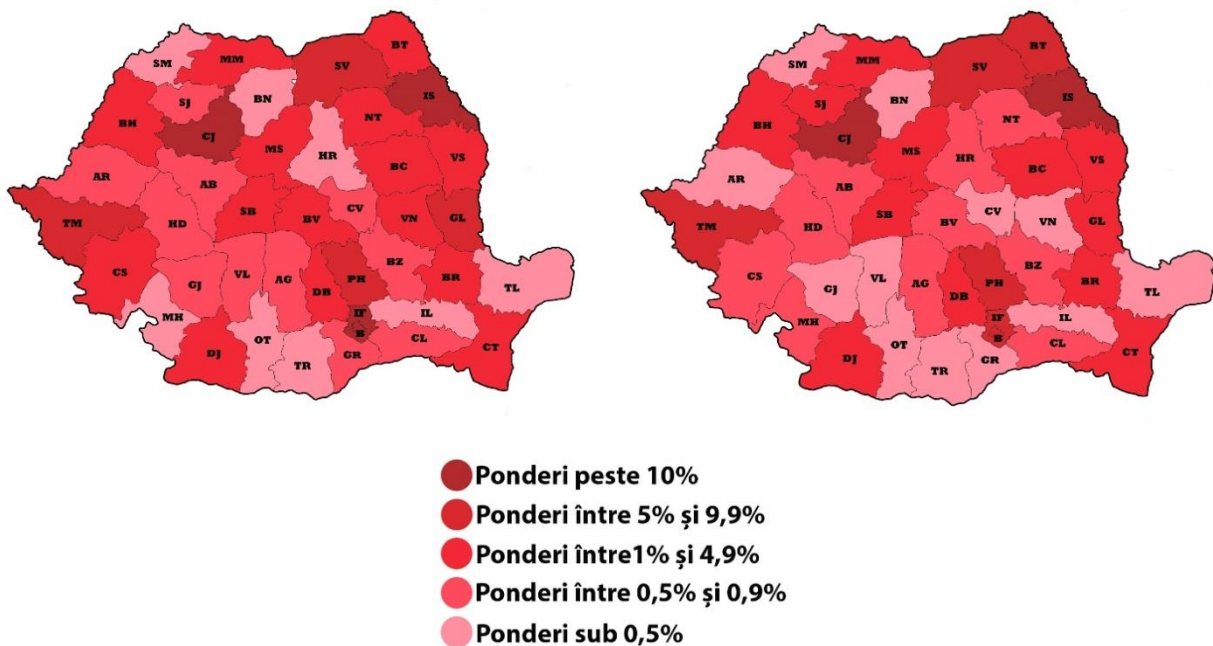 SM
MM
SV
BT
SJ
BN
IS
BH
CJ
NT
MS
HR
BC
VS
AR
AB
TM
HD
SB
BV
CV
VN
GL
CS
GJ
VL
AG
DB
PH
BZ
BR
TL
MH
IF
B
IL
DJ
OT
TR
GR
CL
CT
SM
MM
SV
BT
SJ
BN
IS
BH
CJ
NT
MS
HR
BC
VS
AR
AB
TM
HD
SB
BV
CV
VN
GL
CS
GJ
VL
AG
DB
PH
BZ
BR
TL
MH
IF
B
IL
DJ
OT
TR
GR
CL
CT
Ponderi peste 10%
Ponderi între 5% și 9,9%
Ponderi între1% și 4,9%
Ponderi între 0,5% și 0,9%
Ponderi sub 0,5%